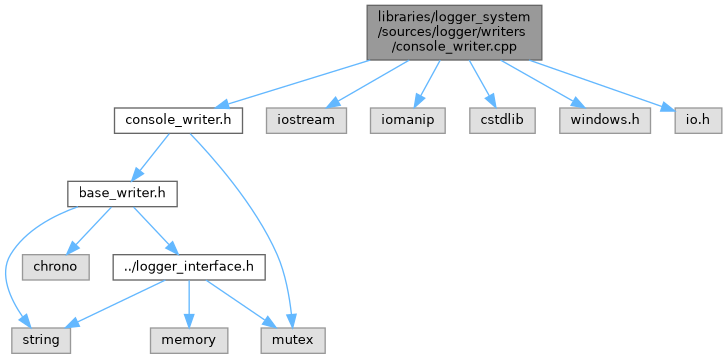 libraries/logger_system
/sources/logger/writers
/console_writer.cpp
console_writer.h
iostream
iomanip
cstdlib
windows.h
io.h
base_writer.h
chrono
../logger_interface.h
string
memory
mutex